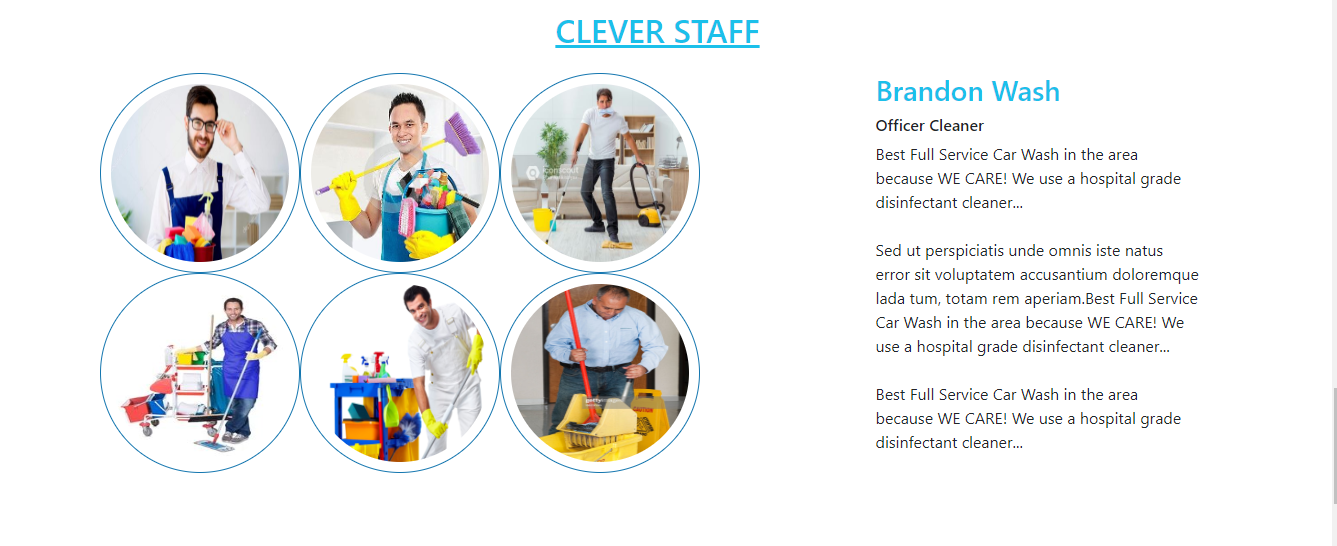 CLEVER STAFF
Brandon Wash
Officer Cleaner
Best Full Service Car Wash in the area
because WE CARE! We use a hospital grade
disinfectant cleaner...
Sed ut perspiciatis unde omnis iste natus
error sit voluptatem accusantium doloremque
lada tum, totam rem aperiam.Best Full Service
Car Wash in the area because WE CARE! We
use a hospital grade disinfectant cleaner...
Best Full Service Car Wash in the area
because WE CARE! We use a hospital grade
disinfectant cleaner...